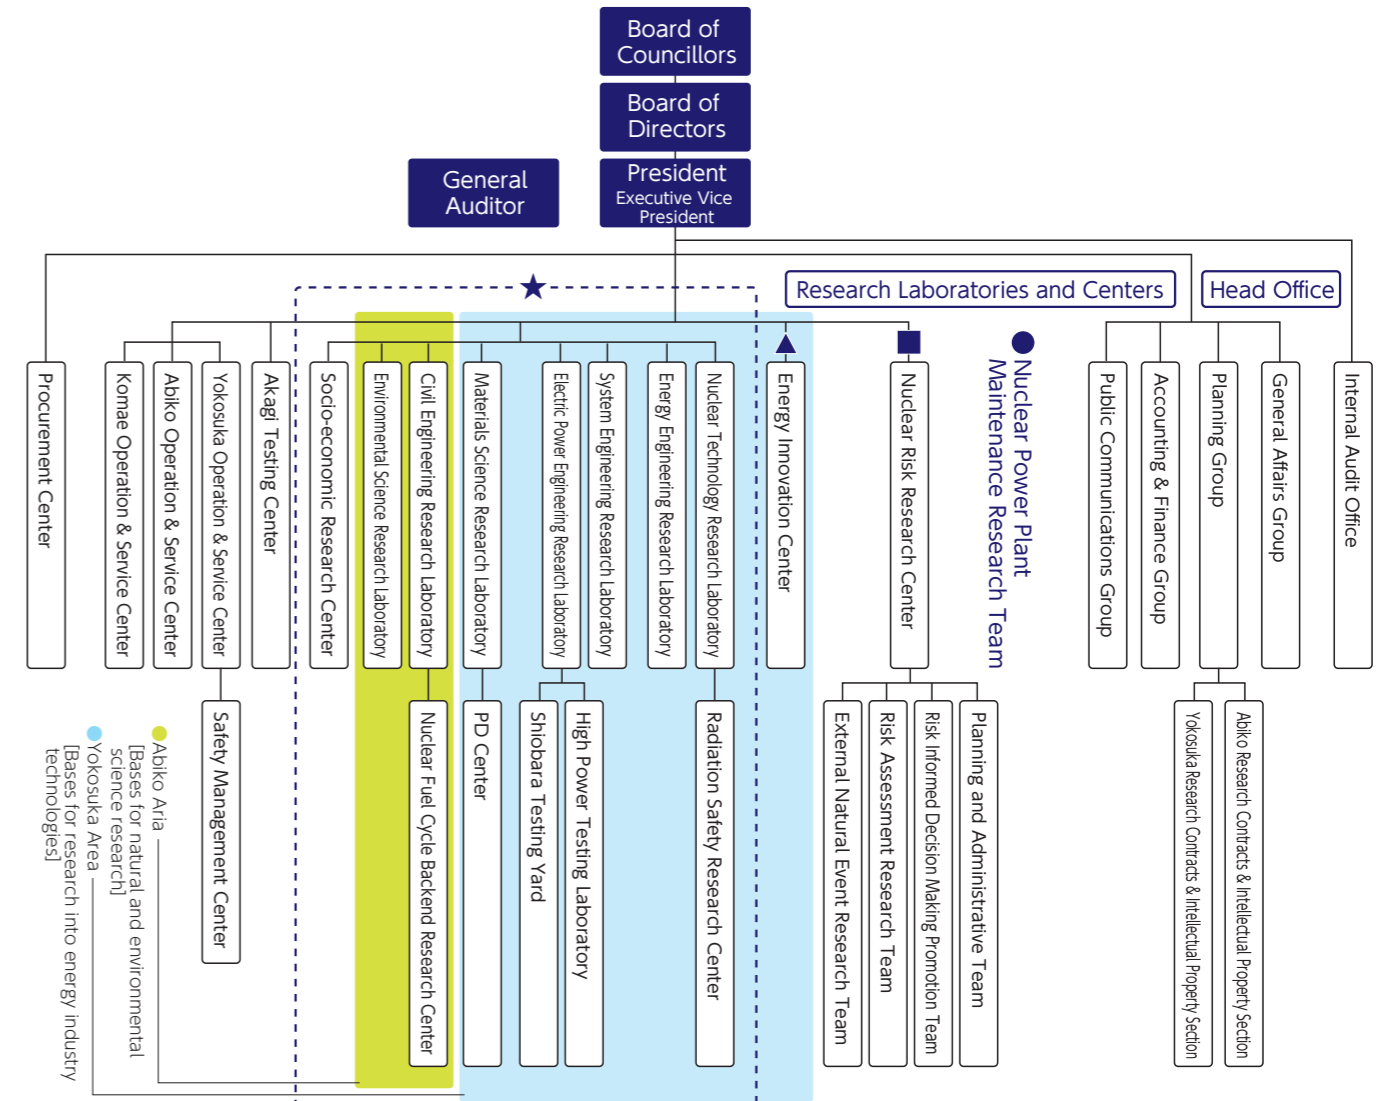 Board of
Councillors
Board of
Directors
President
Executive Vice
President
General
Auditor
Research Laboratories and Centers
Head Office
Procurement Center
Komae Operation & Service Center
Abiko Operation & Service Center
Yokosuka Operation & Service Center
Akagi Testing Center
Socio-economic Research Center
Environmental Science Research Laboratory
Civil Engineering Research Laboratory
Materials Science Research Laboratory
Electric Power Engineering Research Laboratory
System Engineering Research Laboratory
Energy Engineering Research Laboratory
Nuclear Technology Research Laboratory
Energy Innovation Center
Nuclear Risk Research Center
Nuclear Power Plant
Maintenance Research Team
Public Communications Group
Accounting & Finance Group
Planning Group
General Affairs Group
Internal Audit Office
Safety Management Center
Nuclear Fuel Cycle Backend Research Center
PD Center
Shiobara Testing Yard
High Power Testing Laboratory
Radiation Safety Research Center
External Natural Event Research Team
Risk Assessment Research Team
Risk Informed Decision Making Promotion Team
Planning and Administrative Team
Yokosuka Research Contracts & Intellectual Property Section
Abiko Research Contracts & Intellectual Property Section
Abiko Aria
[Bases for natural and environmental
science research]
Yokosuka Area
[Bases for research into energy industry
technologies]